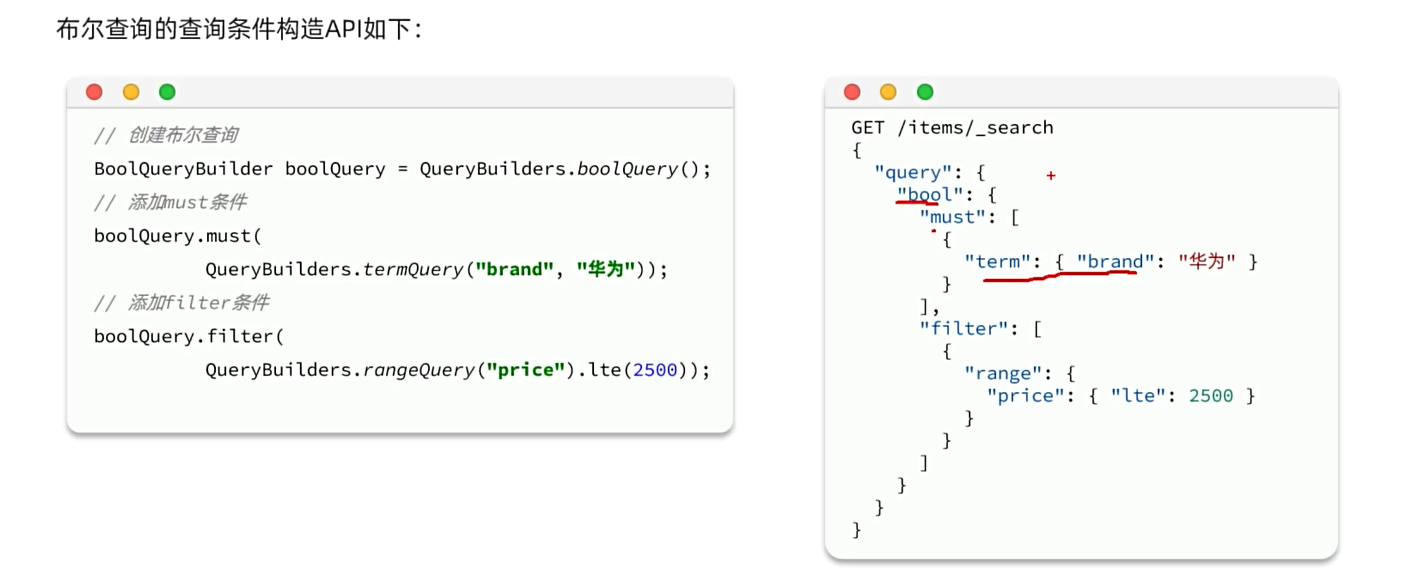 布尔查询的查询条件构造API如下：
// 创建布尔查询
BoolQueryBuilder boolQuery = QueryBuilders.boolQuery();
// 添加must条件
boolQuery.must(
QueryBuilders.termQuery("brand", "华为"));
// 添加filter条件
boolQuery.filter(
QueryBuilders.rangeQuery("price").lte(2500));
GET /items/_search
{
"query": {
"bool": {
"must": [
{
"term": { "brand": "华为" }
}
],
"filter": [
{
"range": {
"price": { "lte": 2500 }
}
}
]
}
}
}